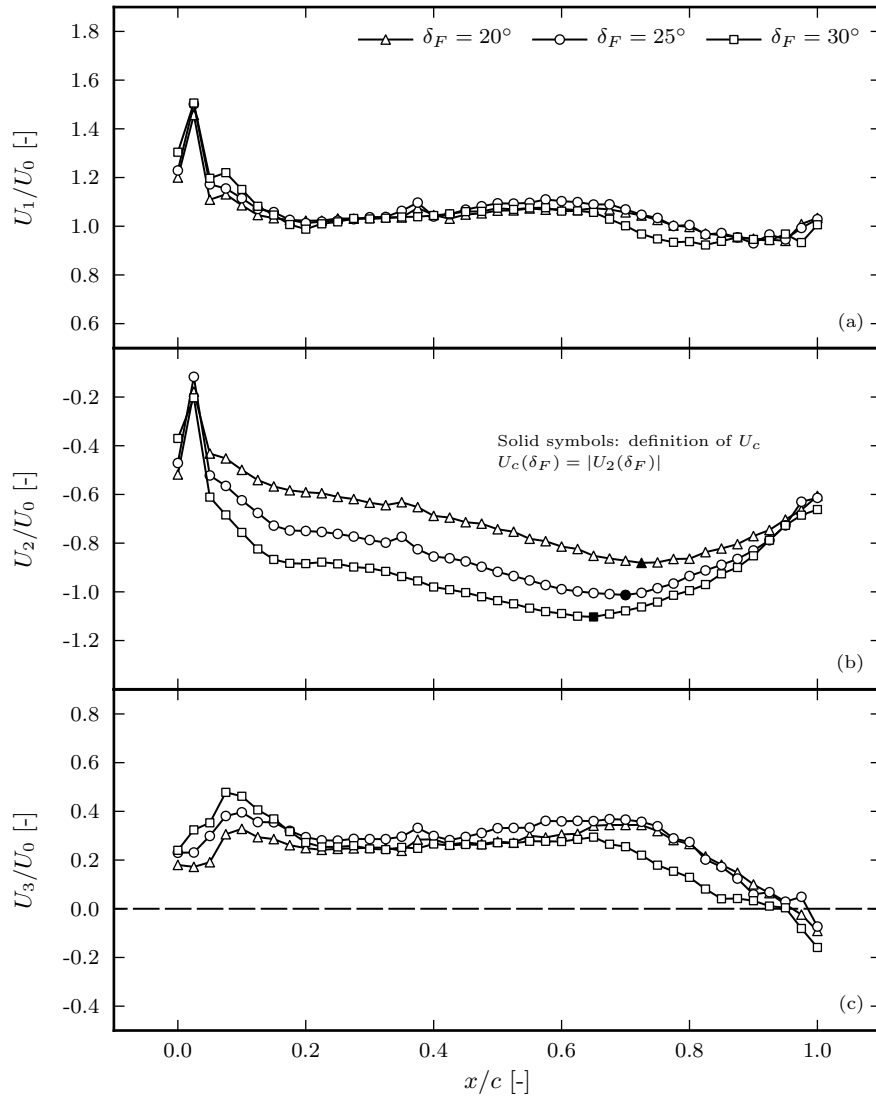 δ_F = 20° δ_F = 25° δ_F = 30°
1.8
1.6
1.4
1.2
1.0
0.8
0.6
U_1/U_0 [-]
(a)
-0.2
-0.4
-0.6
-0.8
-1.0
-1.2
U_2/U_0 [-]
Solid symbols: definition of U_c
U_c(δ_F) = |U_2(δ_F)|
(b)
0.8
0.6
0.4
0.2
0.0
-0.2
-0.4
U_3/U_0 [-]
(c)
0.0 0.2 0.4 0.6 0.8 1.0
x/c [-]